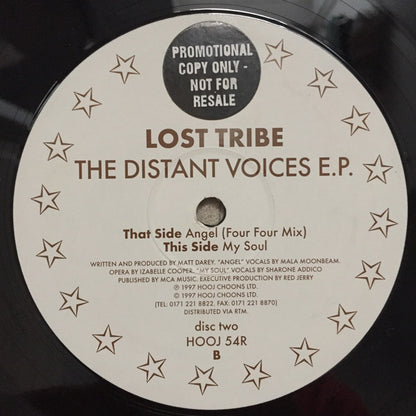 PROMOTIONAL
COPY ONLY -
NOT FOR
RESALE
LOST TRIBE
THE DISTANT VOICES E.P.
That Side Angel (Four Four Mix)
This Side My Soul
WRITTEN AND PRODUCED BY MATT DAREY. "ANGEL" VOCALS BY MALA MOONBEAM.
OPERA BY IZABELLE COOPER. "MY SOUL" VOCALS BY SHARONE ADDICO
PUBLISHED BY MCA MUSIC. EXECUTIVE PRODUCTION BY RED JERRY
℗ 1997 HOOJ CHOONS LTD.
© 1997 HOOJ CHOONS LTD.
(TEL: 0171 221 8822. FAX: 0171 221 8870)
DISTRIBUTED VIA RTM.
disc two
HOOJ 54R
B